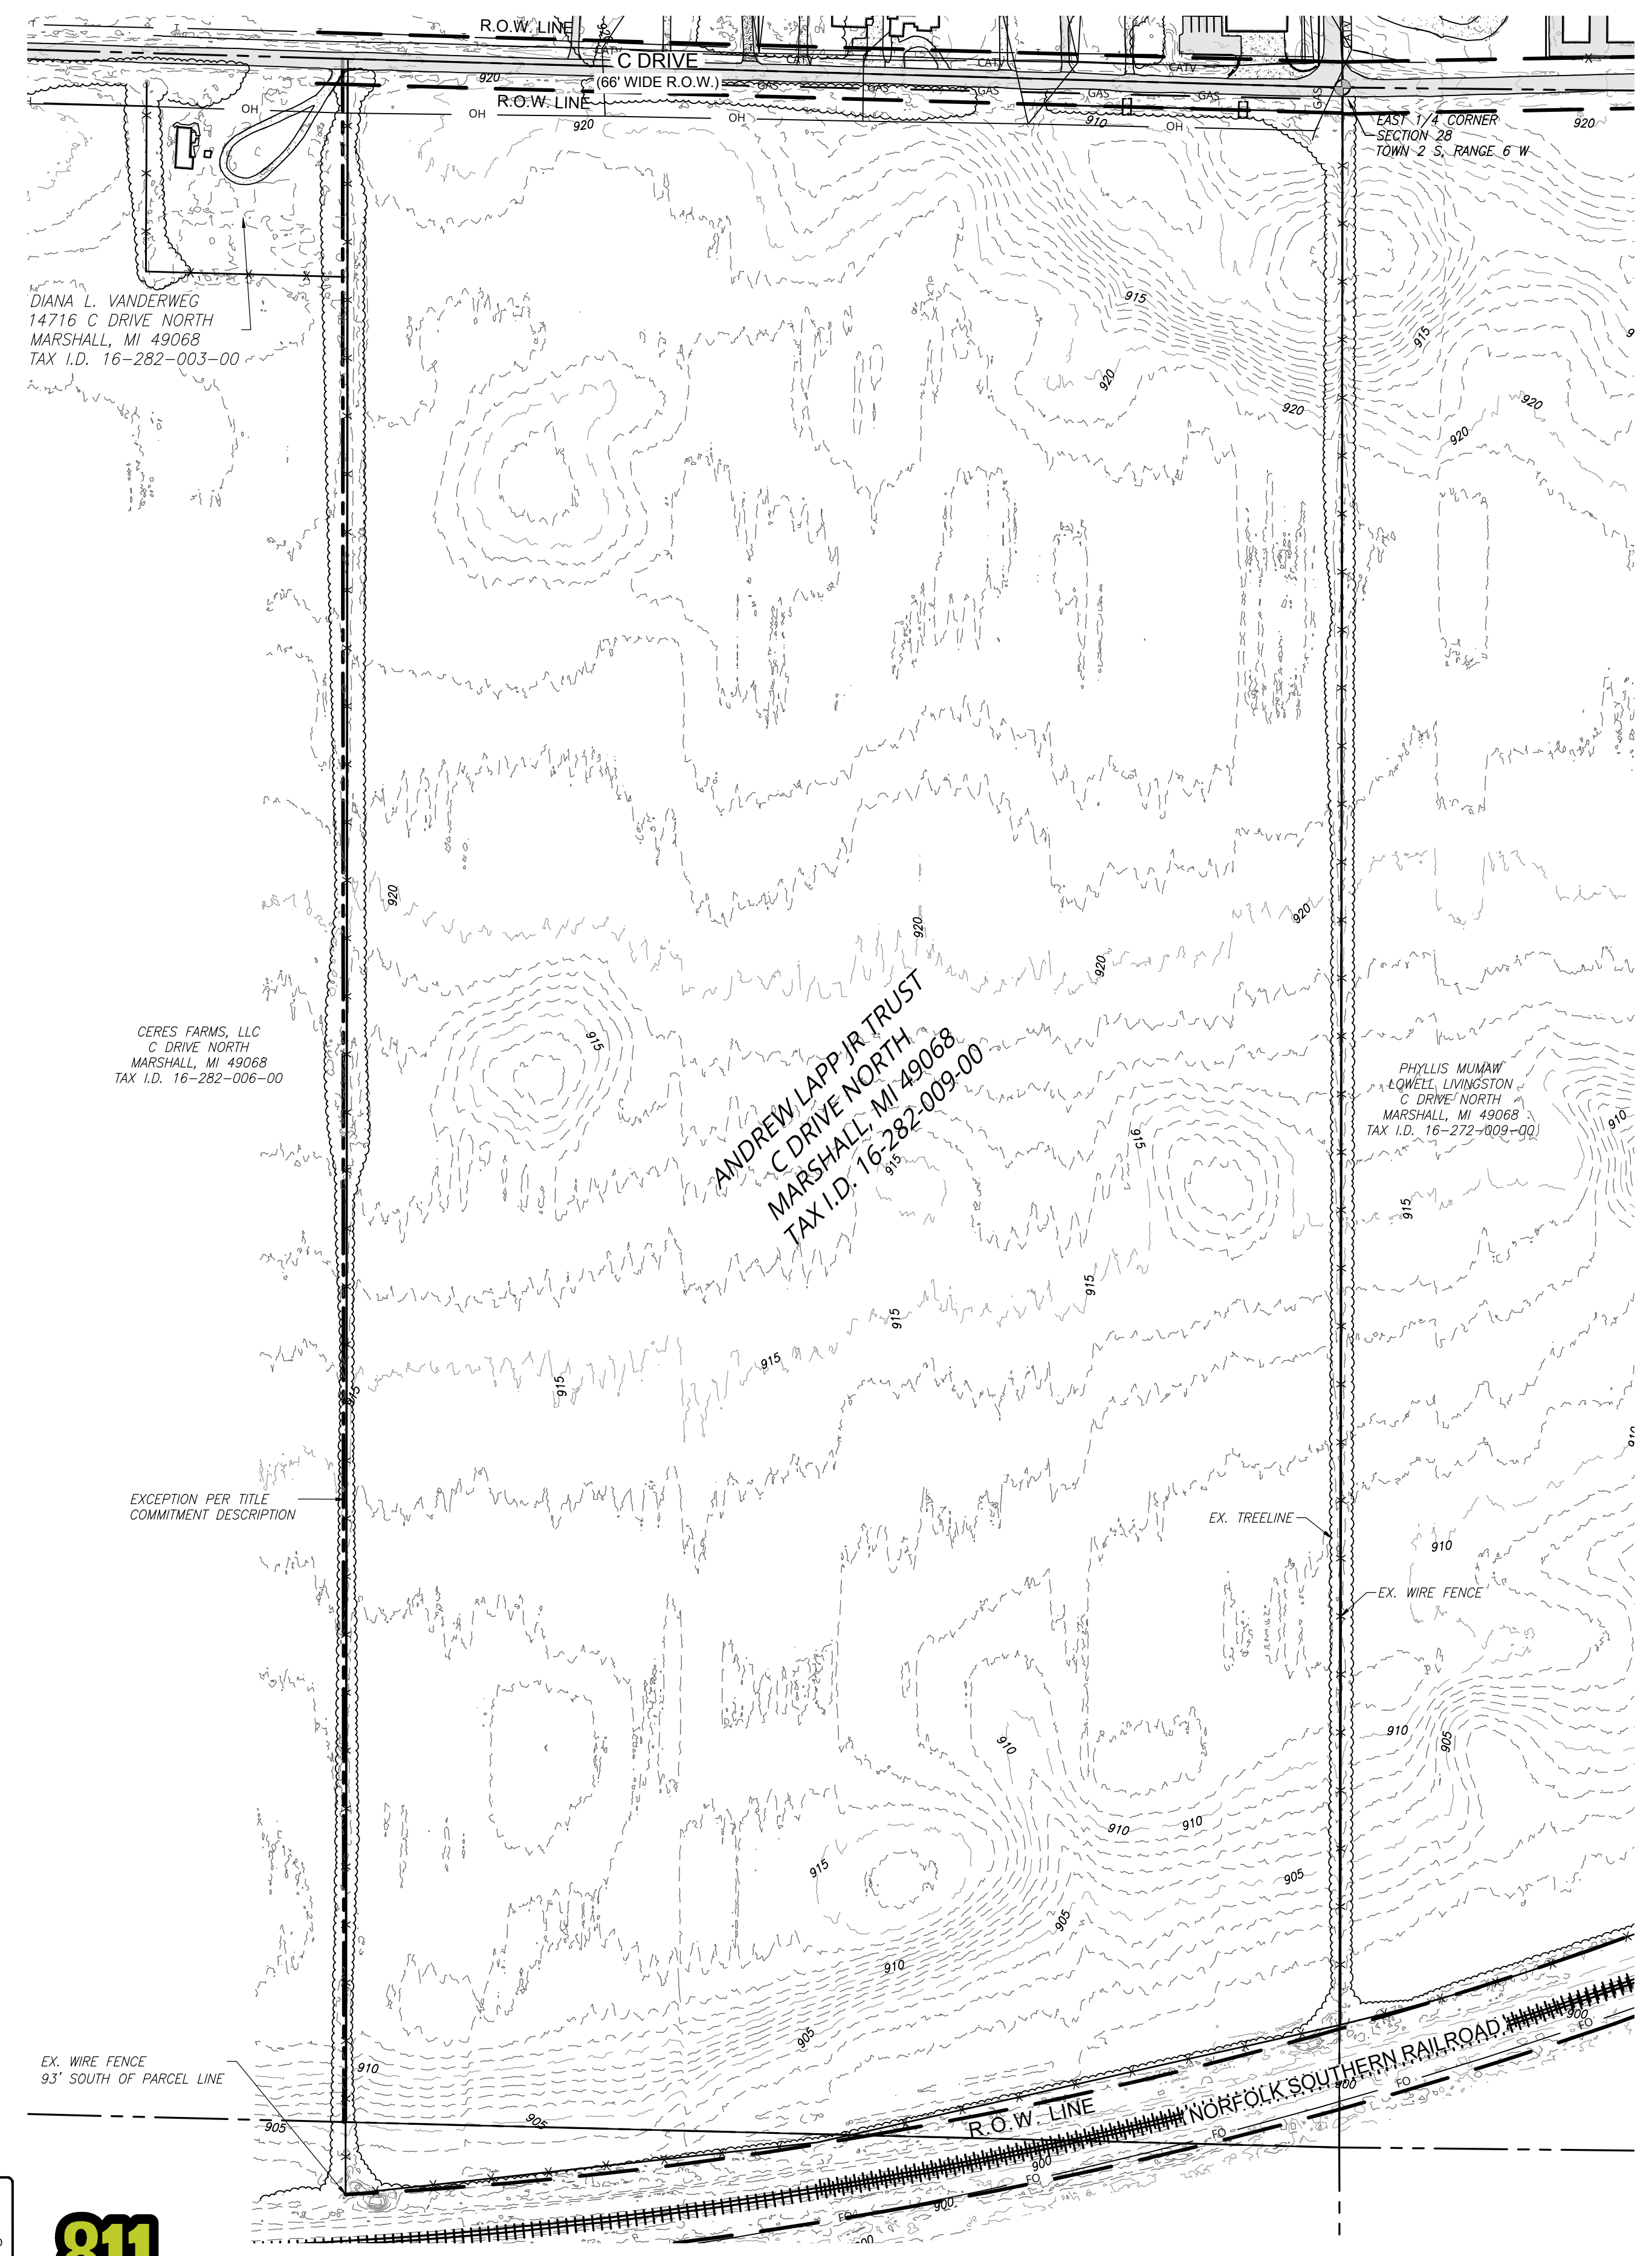 R.O.W. LINE
CATV
C DRIVE
CATV
CATV
CATV
920
(66' WIDE R.O.W.)
GAS
GAS
GAS
GAS
GAS
GAS
R.O.W. LINE
OH
OH
OH
OH
920
910
EAST 1/4 CORNER
SECTION 28
TOWN 2 S, RANGE 6 W
920
DIANA L. VANDERWEG
14716 C DRIVE NORTH
MARSHALL, MI 49068
TAX I.D. 16-282-003-00
915
915
920
920
920
920
920
920
920
920
915
CERES FARMS, LLC
C DRIVE NORTH
MARSHALL, MI 49068
TAX I.D. 16-282-006-00
ANDREW LAPP JR TRUST
C DRIVE NORTH
MARSHALL, MI 49068
TAX I.D. 16-282-009-00
PHYLLIS MUMAW
LOWELL LIVINGSTON
C DRIVE NORTH
MARSHALL, MI 49068
TAX I.D. 16-272-009-00
910
915
915
915
915
915
915
915
915
910
EXCEPTION PER TITLE
COMMITMENT DESCRIPTION
EX. TREELINE
910
EX. WIRE FENCE
910
910
905
910
910
915
905
905
910
905
EX. WIRE FENCE
93' SOUTH OF PARCEL LINE
910
905
905
R.O.W. LINE
NORFOLK SOUTHERN RAILROAD
900
FO
900
FO
FO
900
FO
900
FO
900
811